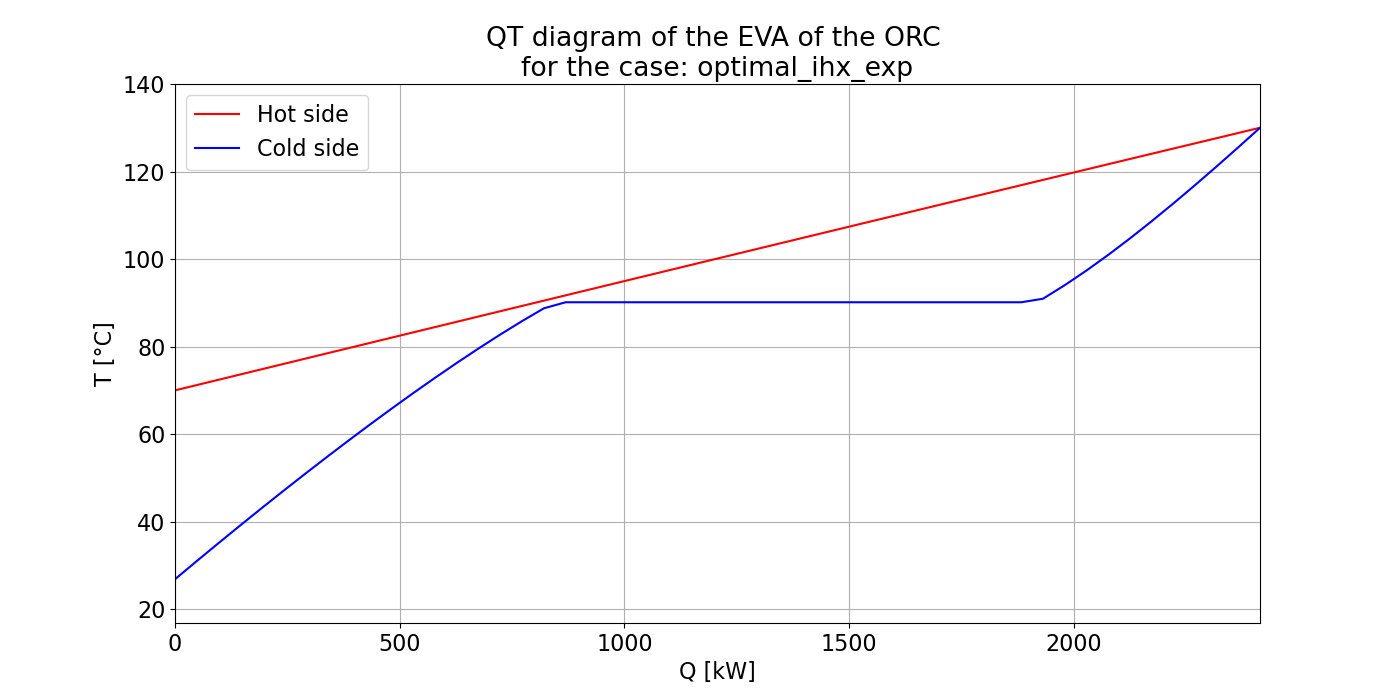 QT diagram of the EVA of the ORC
for the case: optimal_ihx_exp
140
120
100
80
60
40
20
T [°C]
Hot side
Cold side
0
500
1000
1500
2000
Q [kW]